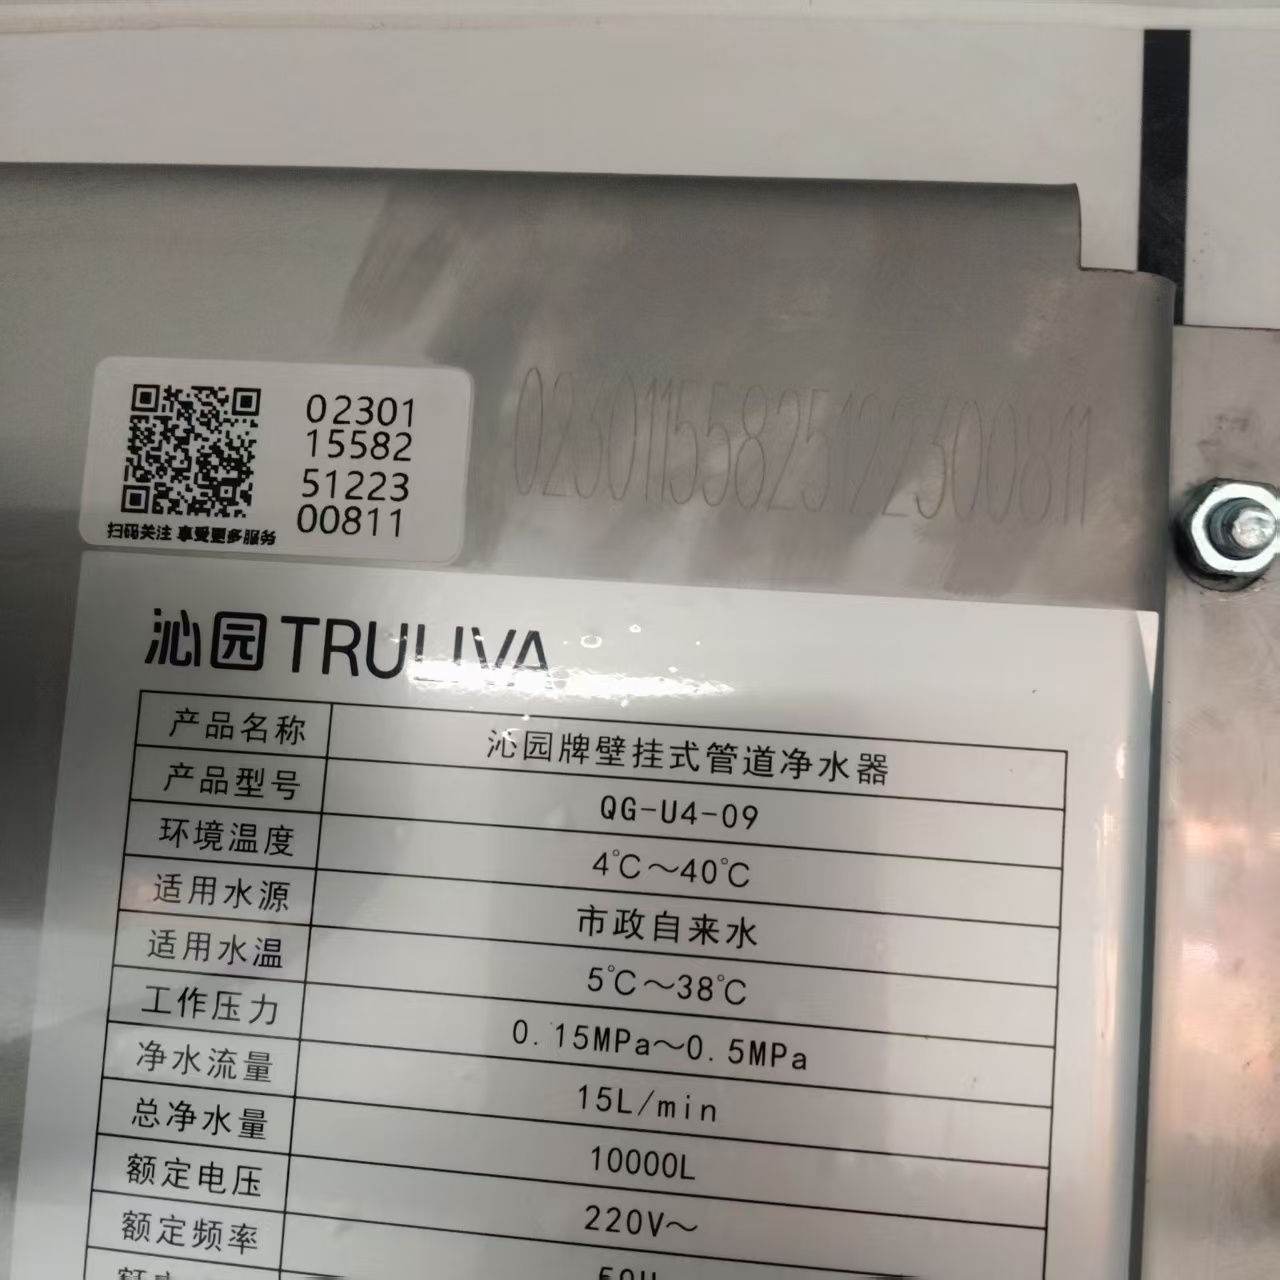 02301
15582
51223
00811
扫码关注 享受更多服务
02301155825122300811
沁园 TRULIVA
产品名称 沁园牌壁挂式管道净水器
产品型号 QG-U4-09
环境温度 4℃～40℃
适用水源 市政自来水
适用水温 5℃～38℃
工作压力 0.15MPa～0.5MPa
净水流量 15L/min
总净水量 10000L
额定电压 220V～
额定频率